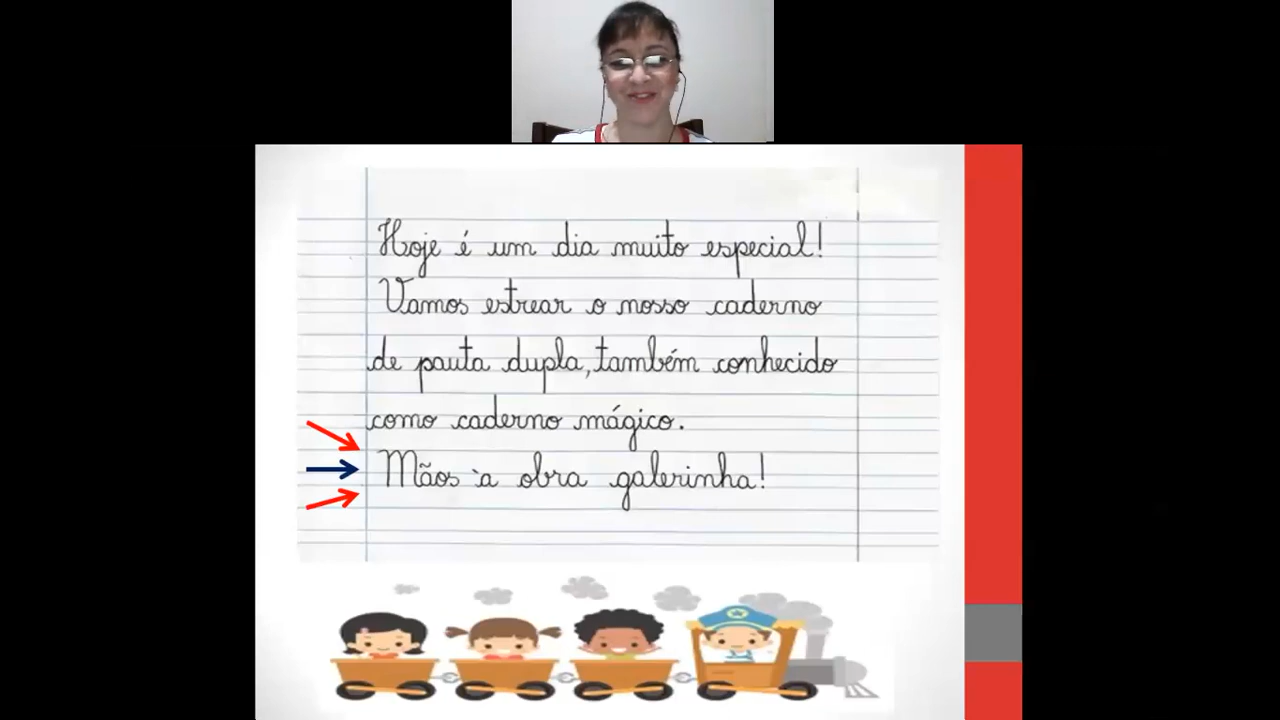 Hoje é um dia muito especial!
Vamos estrear o nosso caderno
de pauta dupla, também conhecido
como caderno mágico.
Mãos à obra galerinha!